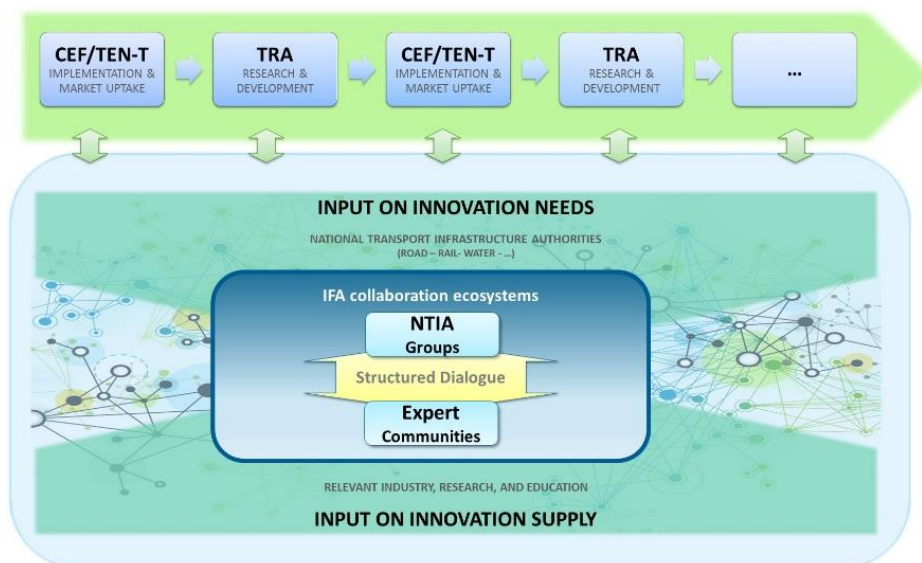 CEF/TEN-T
IMPLEMENTATION &
MARKET UPTAKE
TRA
RESEARCH &
DEVELOPMENT
CEF/TEN-T
IMPLEMENTATION &
MARKET UPTAKE
TRA
RESEARCH &
DEVELOPMENT
...
INPUT ON INNOVATION NEEDS
NATIONAL TRANSPORT INFRASTRUCTURE AUTHORITIES
(ROAD – RAIL- WATER - ...)
IFA collaboration ecosystems
NTIA
Groups
Structured Dialogue
Expert
Communities
RELEVANT INDUSTRY, RESEARCH, AND EDUCATION
INPUT ON INNOVATION SUPPLY